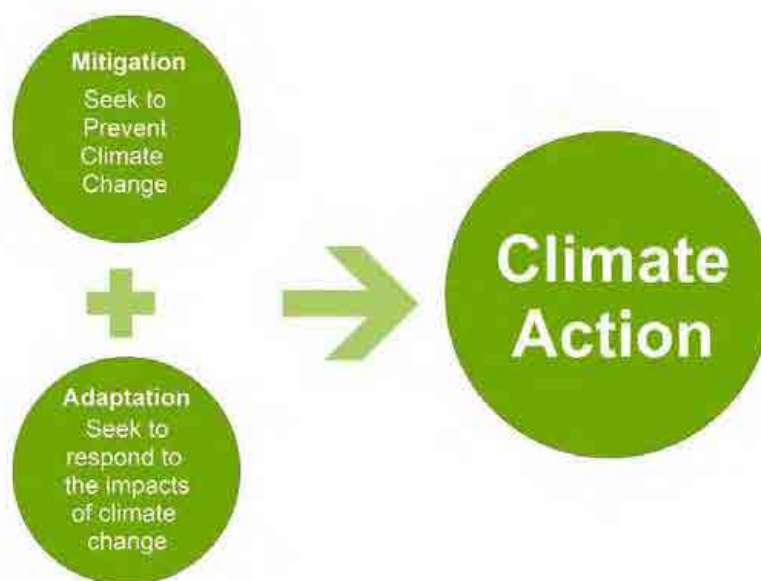 Mitigation
Seek to
Prevent
Climate
Change
Adaptation
Seek to
respond to
the impacts
of climate
change
Climate
Action